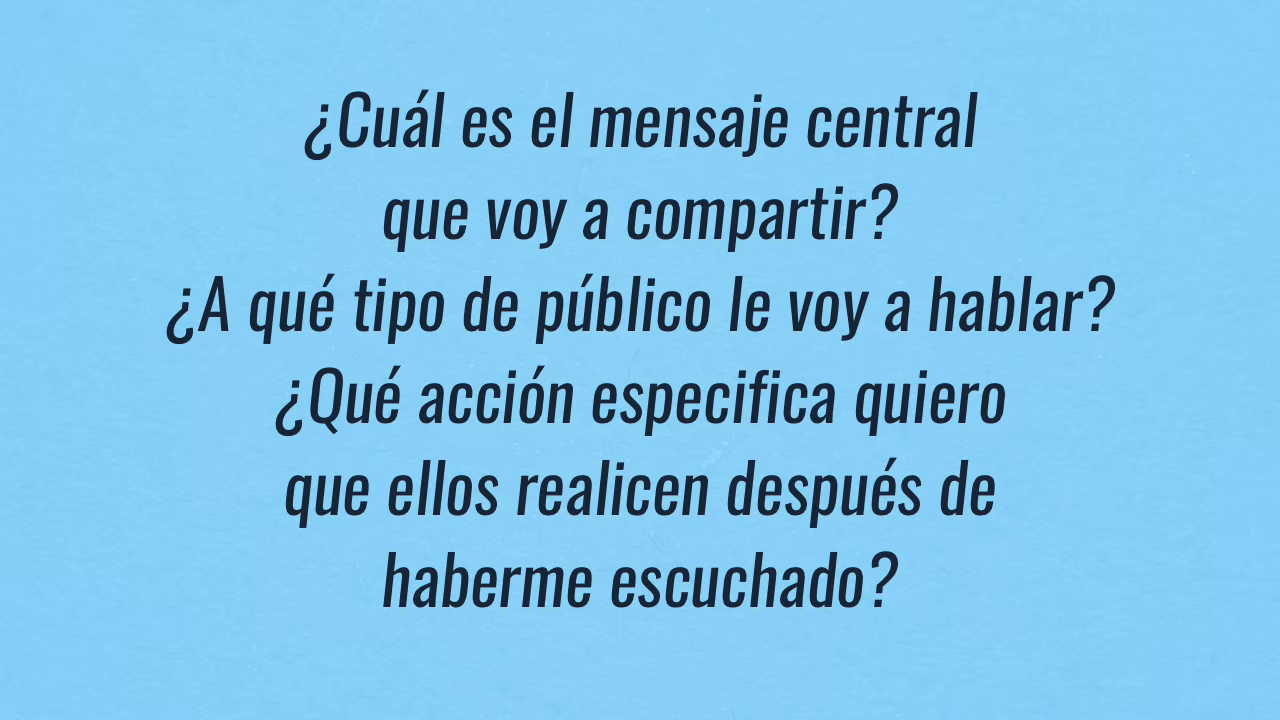 ¿Cuál es el mensaje central
que voy a compartir?
¿A qué tipo de público le voy a hablar?
¿Qué acción especifica quiero
que ellos realicen después de
haberme escuchado?